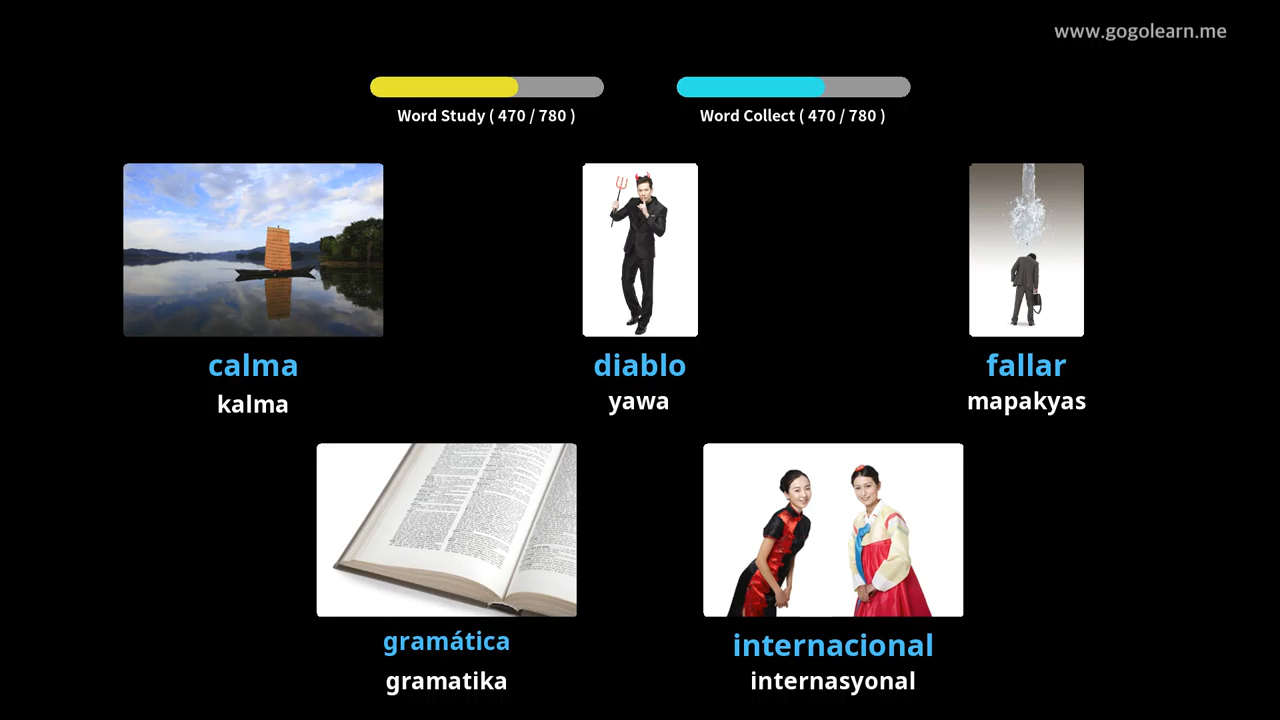 www.gogolearn.me
Word Study ( 470 / 780 )
Word Collect ( 470 / 780 )
calma
kalma
diablo
yawa
fallar
mapakyas
gramática
gramatika
internacional
internasyonal